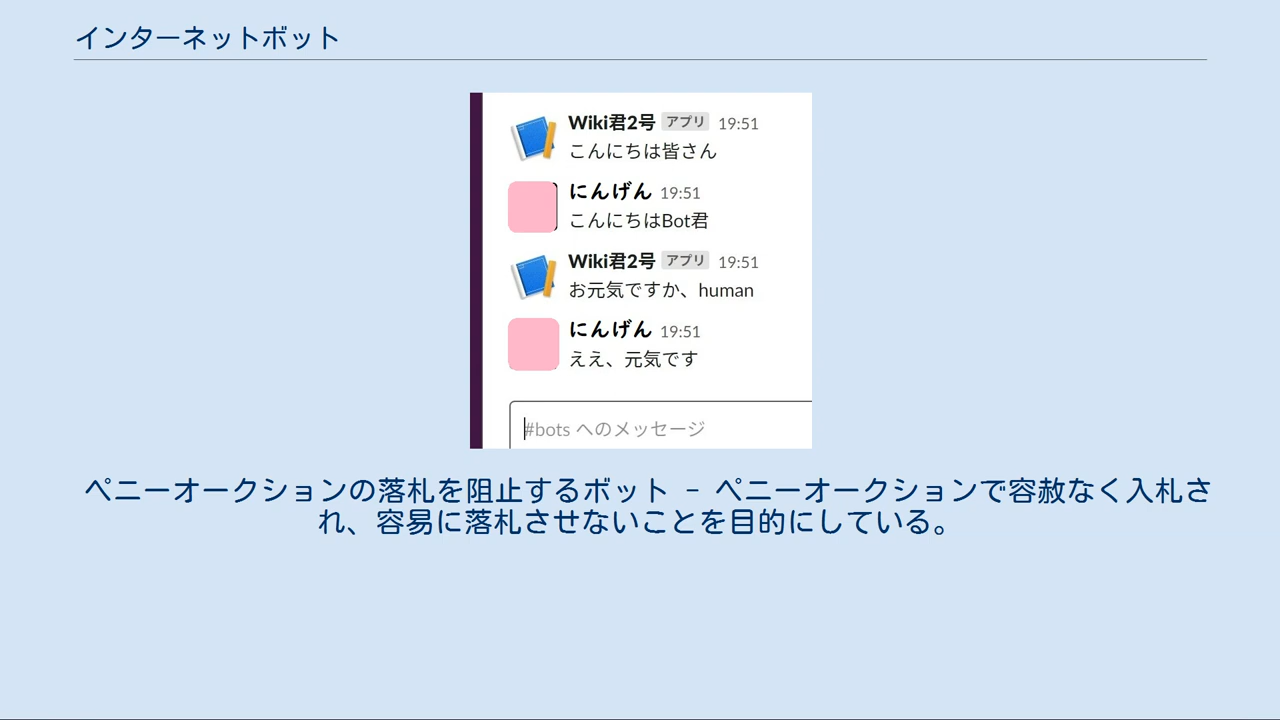 インターネットボット
Wiki君2号 アプリ 19:51
こんにちは皆さん
にんげん 19:51
こんにちはBot君
Wiki君2号 アプリ 19:51
お元気ですか、human
にんげん 19:51
ええ、元気です
#bots へのメッセージ
ペニーオークションの落札を阻止するボット - ペニーオークションで容赦なく入札さ
れ、容易に落札させないことを目的にしている。